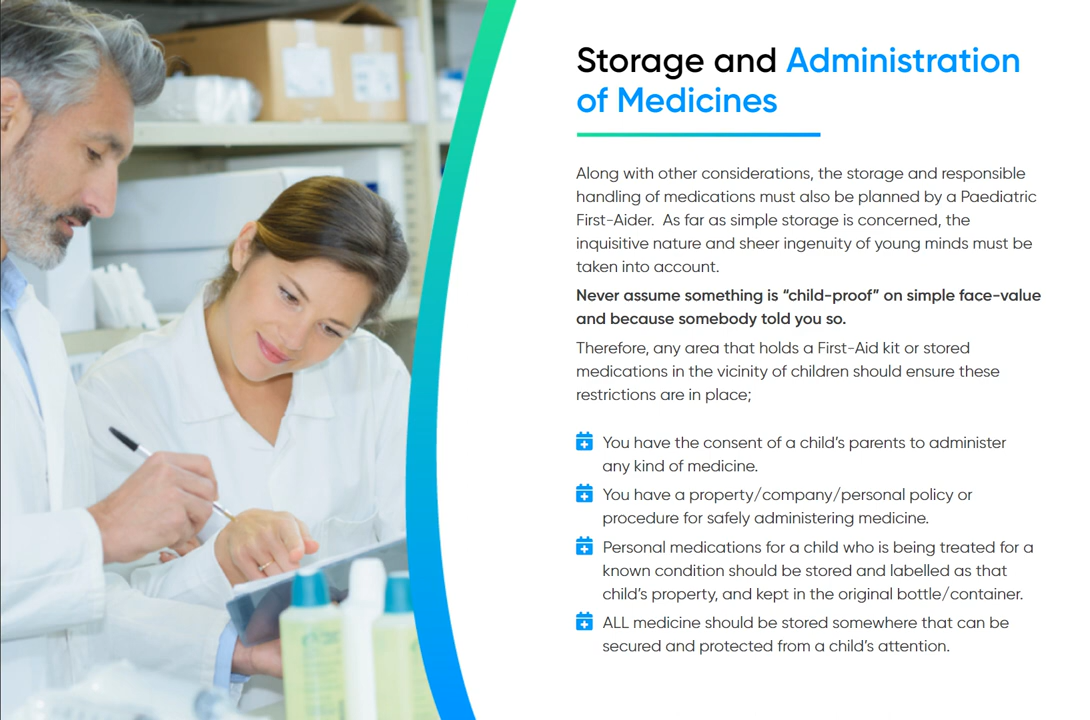 Storage and Administration
of Medicines
Along with other considerations, the storage and responsible
handling of medications must also be planned by a Paediatric
First-Aider.  As far as simple storage is concerned, the
inquisitive nature and sheer ingenuity of young minds must be
taken into account.
Never assume something is “child-proof” on simple face-value
and because somebody told you so.
Therefore, any area that holds a First-Aid kit or stored
medications in the vicinity of children should ensure these
restrictions are in place;
You have the consent of a child’s parents to administer
any kind of medicine.
You have a property/company/personal policy or
procedure for safely administering medicine.
Personal medications for a child who is being treated for a
known condition should be stored and labelled as that
child’s property, and kept in the original bottle/container.
ALL medicine should be stored somewhere that can be
secured and protected from a child’s attention.